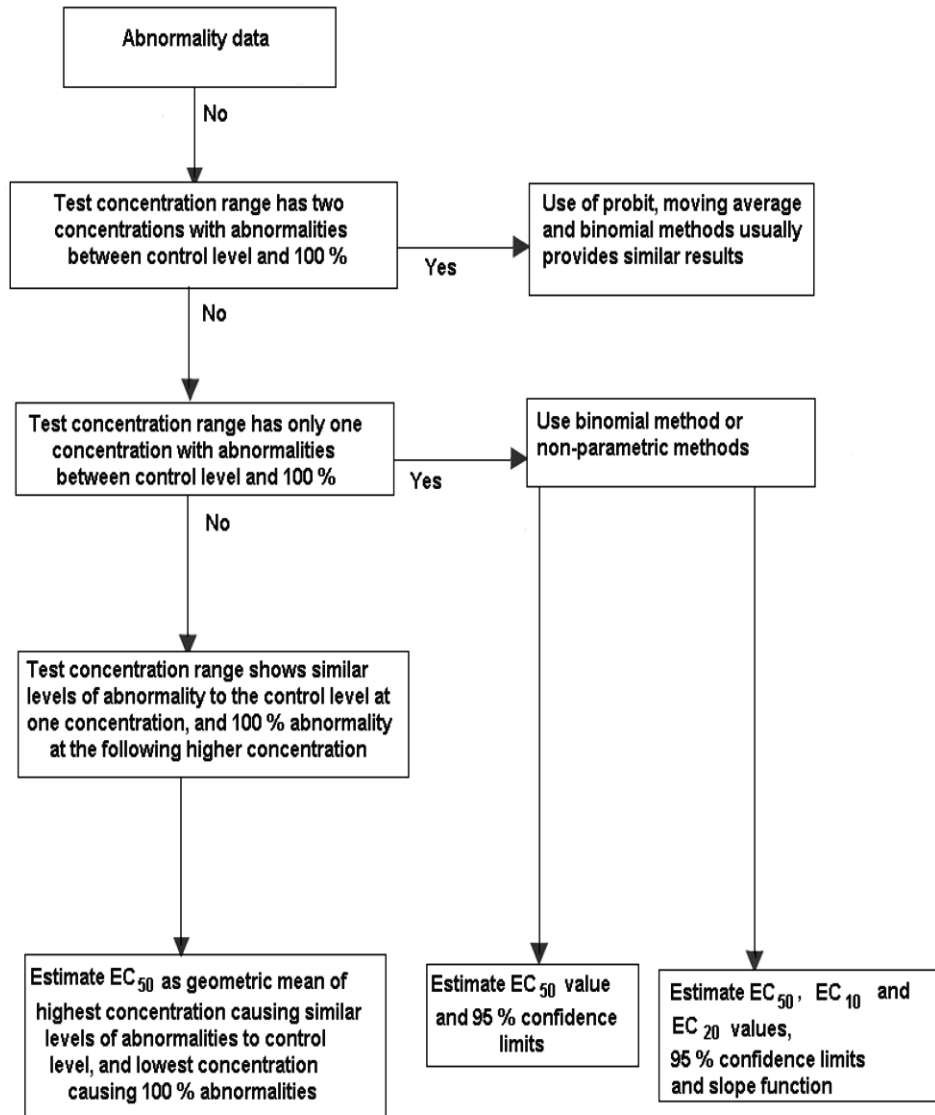 Abnormality data
No
Test concentration range has two
concentrations with abnormalities
between control level and 100 %
Yes
Use of probit, moving average
and binomial methods usually
provides similar results
No
Test concentration range has only one
concentration with abnormalities
between control level and 100 %
Yes
Use binomial method or
non-parametric methods
No
Test concentration range shows similar
levels of abnormality to the control level at
one concentration, and 100 % abnormality
at the following higher concentration
Estimate EC50 as geometric mean of
highest concentration causing similar
levels of abnormalities to control
level, and lowest concentration
causing 100 % abnormalities
Estimate EC50 value
and 95 % confidence
limits
Estimate EC50, EC10 and
EC20 values,
95 % confidence limits
and slope function